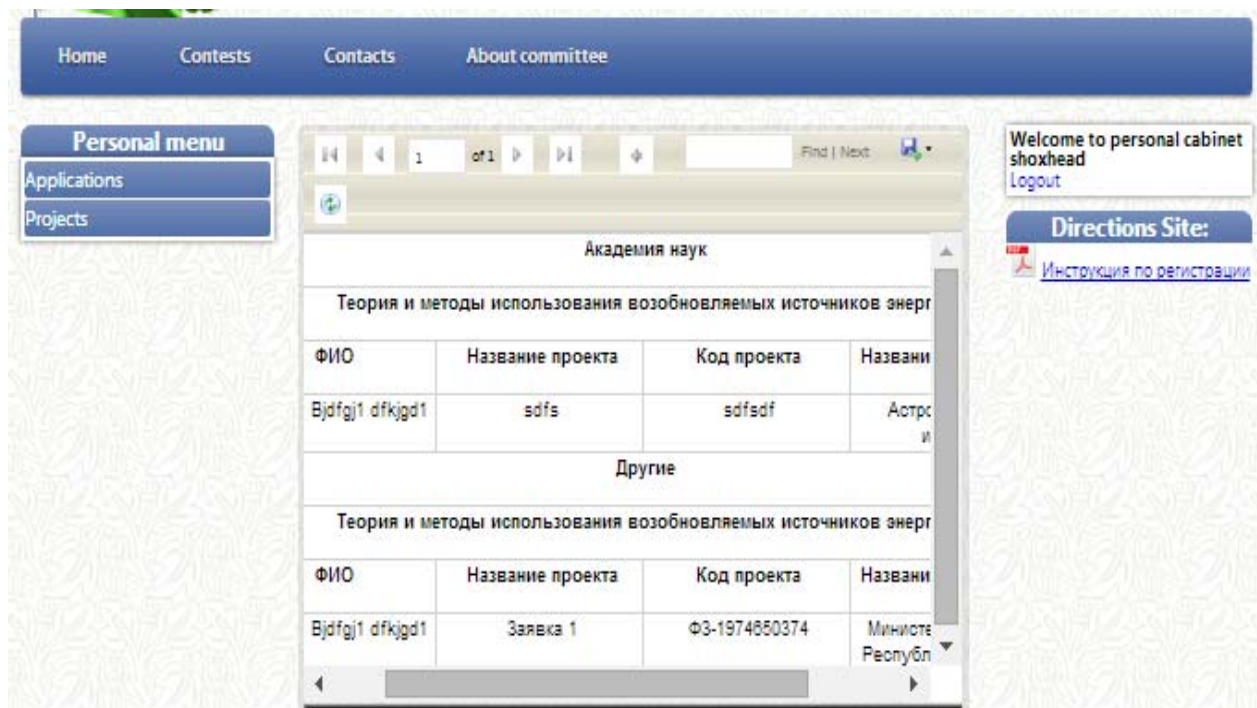 Home Contests Contacts About committee
Personal menu
Applications
Projects
1 of 1 Find | Next
Академия наук
Теория и методы использования возобновляемых источников энерг
ФИО Название проекта Код проекта Названи
Bjdfgj1 dfkjgd1 sdfs sdfsdf Астро
и
Другие
Теория и методы использования возобновляемых источников энерг
ФИО Название проекта Код проекта Названи
Bjdfgj1 dfkjgd1 Заявка 1 ФЗ-1974650374 Министе
Республ
Welcome to personal cabinet
shoxhead
Logout
Directions Site:
Инструкция по регистрации